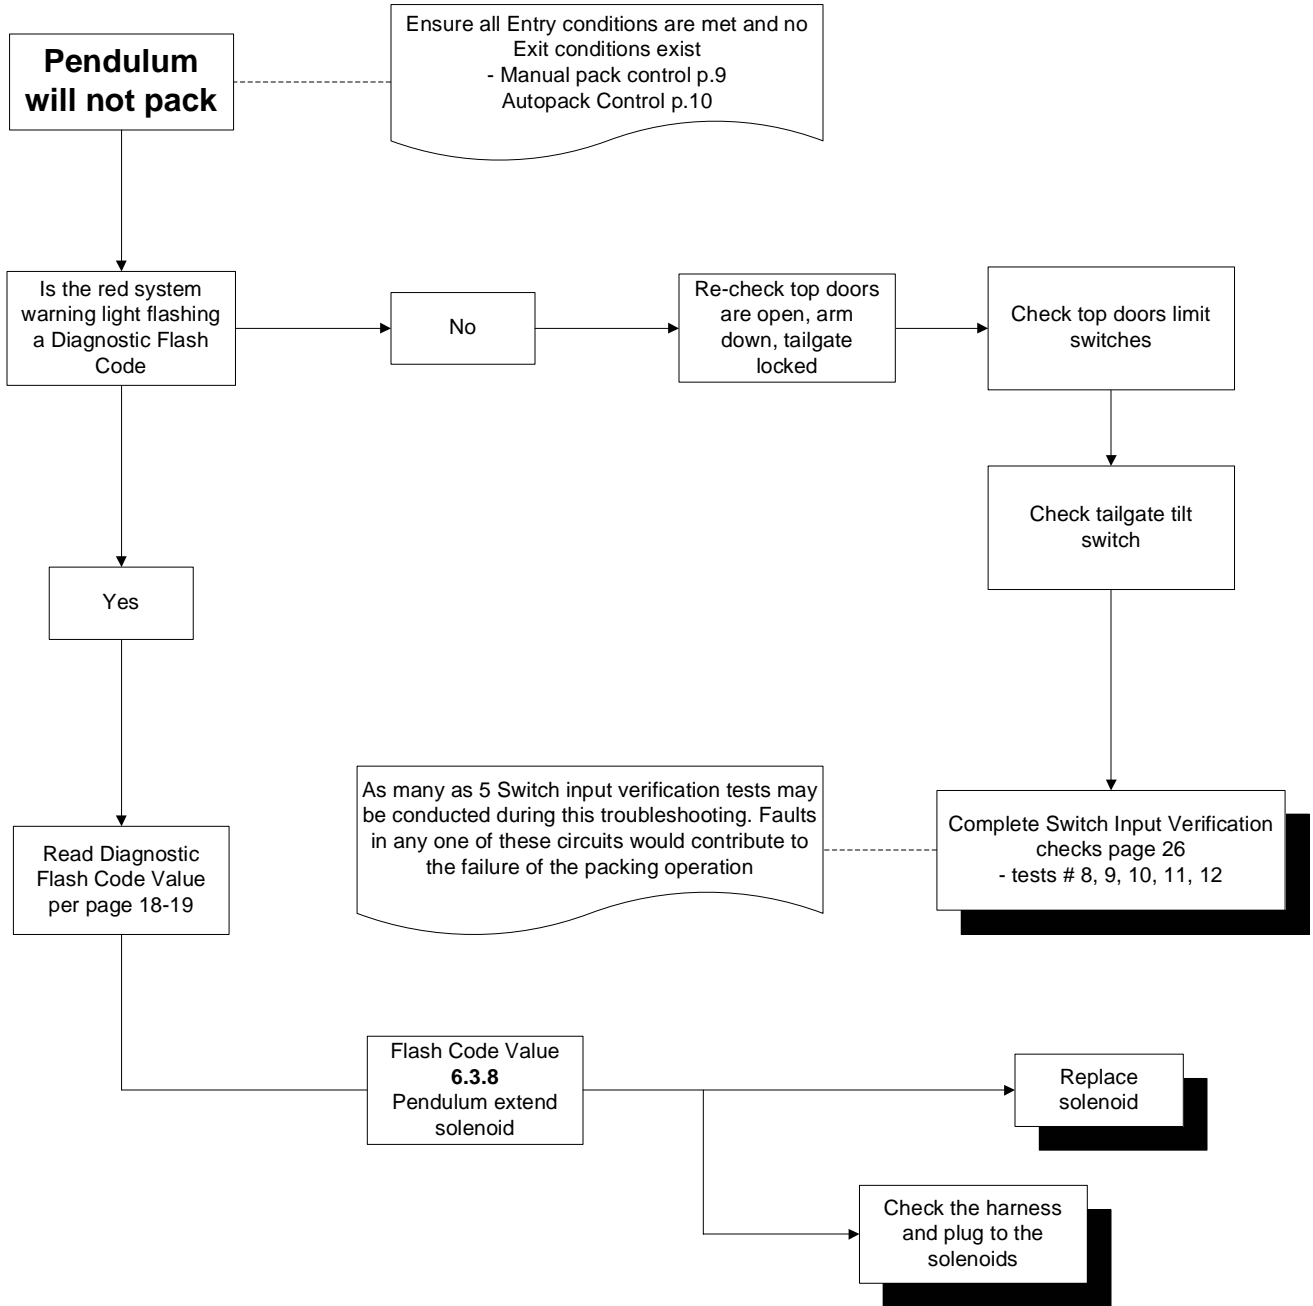 Pendulum
will not pack
Ensure all Entry conditions are met and no
Exit conditions exist
- Manual pack control p.9
Autopack Control p.10
Is the red system
warning light flashing
a Diagnostic Flash
Code
No
Re-check top doors
are open, arm
down, tailgate
locked
Check top doors limit
switches
Check tailgate tilt
switch
Yes
As many as 5 Switch input verification tests may
be conducted during this troubleshooting. Faults
in any one of these circuits would contribute to
the failure of the packing operation
Complete Switch Input Verification
checks page 26
- tests # 8, 9, 10, 11, 12
Read Diagnostic
Flash Code Value
per page 18-19
Flash Code Value
6.3.8
Pendulum extend
solenoid
Replace
solenoid
Check the harness
and plug to the
solenoids